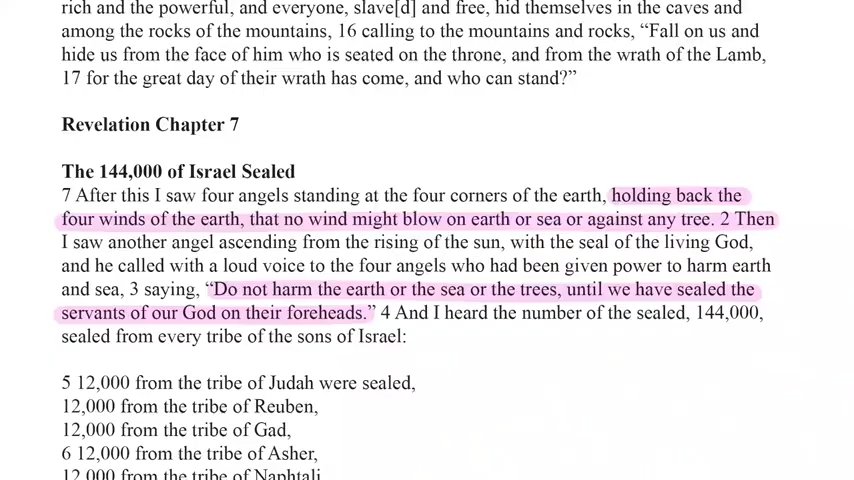 rich and the powerful, and everyone, slave[d] and free, hid themselves in the caves and
among the rocks of the mountains, 16 calling to the mountains and rocks, “Fall on us and
hide us from the face of him who is seated on the throne, and from the wrath of the Lamb,
17 for the great day of their wrath has come, and who can stand?”
Revelation Chapter 7
The 144,000 of Israel Sealed
7 After this I saw four angels standing at the four corners of the earth, holding back the
four winds of the earth, that no wind might blow on earth or sea or against any tree. 2 Then
I saw another angel ascending from the rising of the sun, with the seal of the living God,
and he called with a loud voice to the four angels who had been given power to harm earth
and sea, 3 saying, “Do not harm the earth or the sea or the trees, until we have sealed the
servants of our God on their foreheads.” 4 And I heard the number of the sealed, 144,000,
sealed from every tribe of the sons of Israel:
5 12,000 from the tribe of Judah were sealed,
12,000 from the tribe of Reuben,
12,000 from the tribe of Gad,
6 12,000 from the tribe of Asher,
12,000 from the tribe of Naphtali